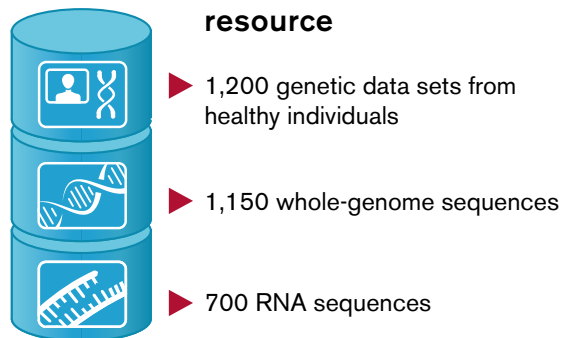 resource
1,200 genetic data sets from
healthy individuals
1,150 whole-genome sequences
700 RNA sequences